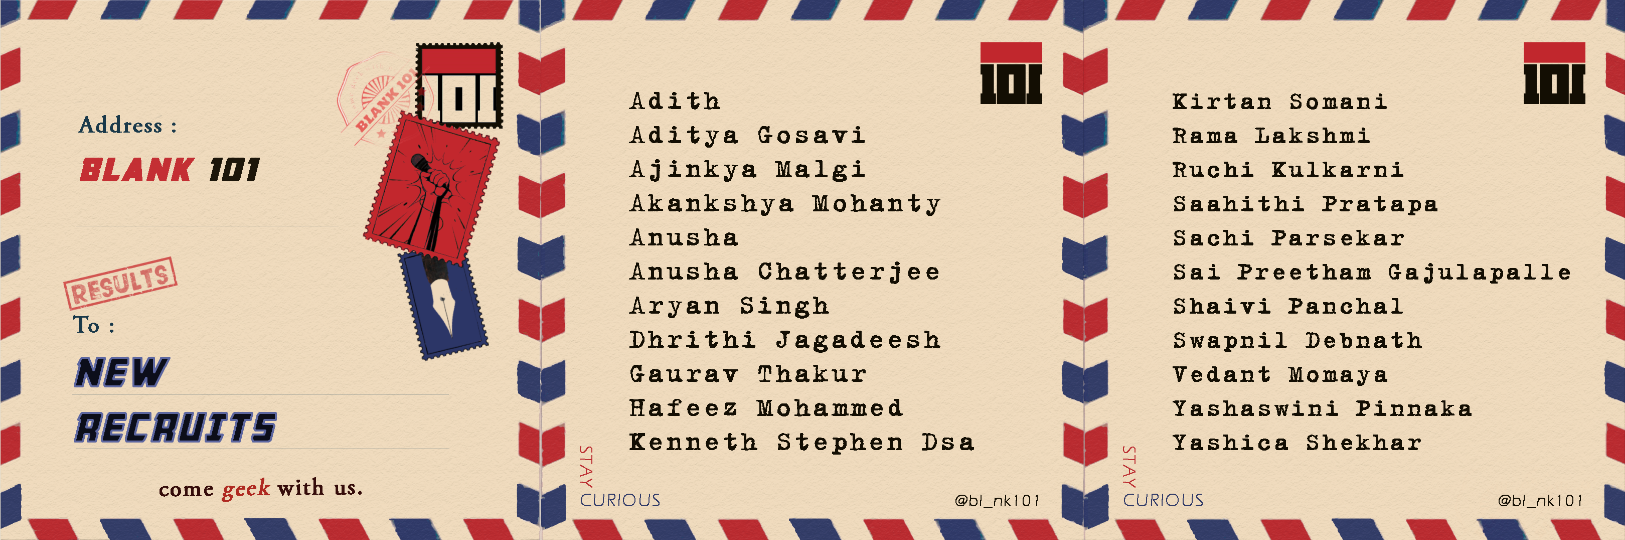 BLANK 101
101
Address :
BLANK 101
RESULTS
To :
NEW
RECRUITS
come geek with us.
101
Adith
Aditya Gosavi
Ajinkya Malgi
Akankshya Mohanty
Anusha
Anusha Chatterjee
Aryan Singh
Dhrithi Jagadeesh
Gaurav Thakur
Hafeez Mohammed
Kenneth Stephen Dsa
STAY
CURIOUS
@bl_nk101
101
Kirtan Somani
Rama Lakshmi
Ruchi Kulkarni
Saahithi Pratapa
Sachi Parsekar
Sai Preetham Gajulapalle
Shaivi Panchal
Swapnil Debnath
Vedant Momaya
Yashaswini Pinnaka
Yashica Shekhar
STAY
CURIOUS
@bl_nk101